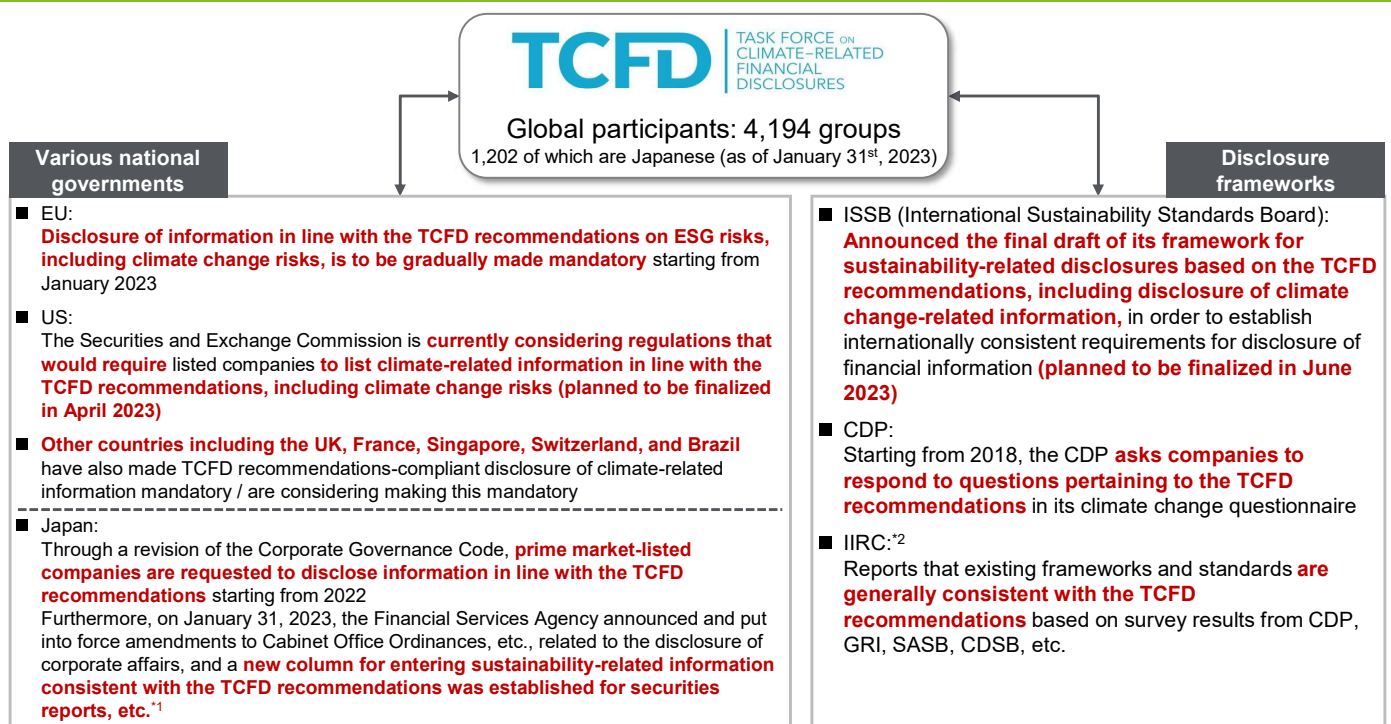 TCFD
TASK FORCE ON
CLIMATE-RELATED
FINANCIAL
DISCLOSURES
Global participants: 4,194 groups
1,202 of which are Japanese (as of January 31st, 2023)
Various national
governments
■ EU:
Disclosure of information in line with the TCFD recommendations on ESG risks,
including climate change risks, is to be gradually made mandatory starting from
January 2023
■ US:
The Securities and Exchange Commission is currently considering regulations that
would require listed companies to list climate-related information in line with the
TCFD recommendations, including climate change risks (planned to be finalized
in April 2023)
■ Other countries including the UK, France, Singapore, Switzerland, and Brazil
have also made TCFD recommendations-compliant disclosure of climate-related
information mandatory / are considering making this mandatory
■ Japan:
Through a revision of the Corporate Governance Code, prime market-listed
companies are requested to disclose information in line with the TCFD
recommendations starting from 2022
Furthermore, on January 31, 2023, the Financial Services Agency announced and put
into force amendments to Cabinet Office Ordinances, etc., related to the disclosure of
corporate affairs, and a new column for entering sustainability-related information
consistent with the TCFD recommendations was established for securities
reports, etc.*1
Disclosure
frameworks
■ ISSB (International Sustainability Standards Board):
Announced the final draft of its framework for
sustainability-related disclosures based on the TCFD
recommendations, including disclosure of climate
change-related information, in order to establish
internationally consistent requirements for disclosure of
financial information (planned to be finalized in June
2023)
■ CDP:
Starting from 2018, the CDP asks companies to
respond to questions pertaining to the TCFD
recommendations in its climate change questionnaire
■ IIRC:*2
Reports that existing frameworks and standards are
generally consistent with the TCFD
recommendations based on survey results from CDP,
GRI, SASB, CDSB, etc.